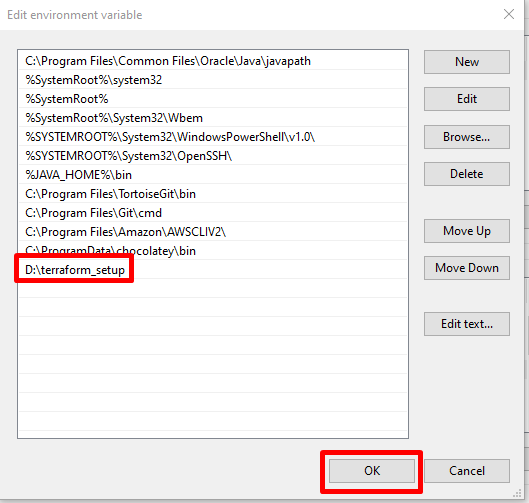 Edit environment variable
C:\Program Files\Common Files\Oracle\Java\javapath
%SystemRoot%\system32
%SystemRoot%
%SystemRoot%\System32\Wbem
%SYSTEMROOT%\System32\WindowsPowerShell\v1.0\
%SYSTEMROOT%\System32\OpenSSH\
%JAVA_HOME%\bin
C:\Program Files\TortoiseGit\bin
C:\Program Files\Git\cmd
C:\Program Files\Amazon\AWSCLIV2\
C:\ProgramData\chocolatey\bin
D:\terraform_setup
New
Edit
Browse...
Delete
Move Up
Move Down
Edit text...
OK
Cancel